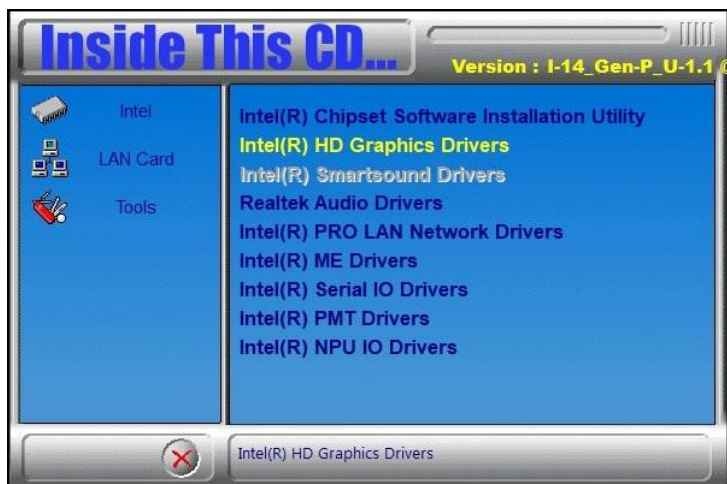 Inside This CD...
Version : I-14_Gen-P_U-1.1
Intel
LAN Card
Tools
Intel(R) Chipset Software Installation Utility
Intel(R) HD Graphics Drivers
Intel(R) Smartsound Drivers
Realtek Audio Drivers
Intel(R) PRO LAN Network Drivers
Intel(R) ME Drivers
Intel(R) Serial IO Drivers
Intel(R) PMT Drivers
Intel(R) NPU IO Drivers
Intel(R) HD Graphics Drivers